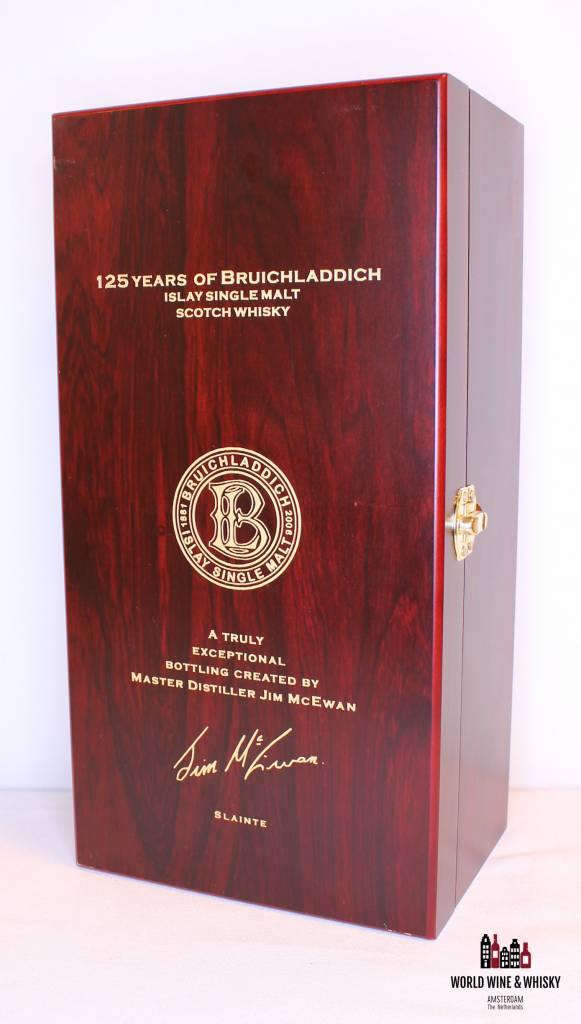 125 YEARS OF BRUICHLADDICH
ISLAY SINGLE MALT
SCOTCH WHISKY
BRUICHLADDICH
1881
B
2006
ISLAY SINGLE MALT
A TRULY
EXCEPTIONAL
BOTTLING CREATED BY
MASTER DISTILLER JIM MCEWAN
Jim McEwan.
SLAINTE
WORLD WINE & WHISKY
AMSTERDAM
The Netherlands